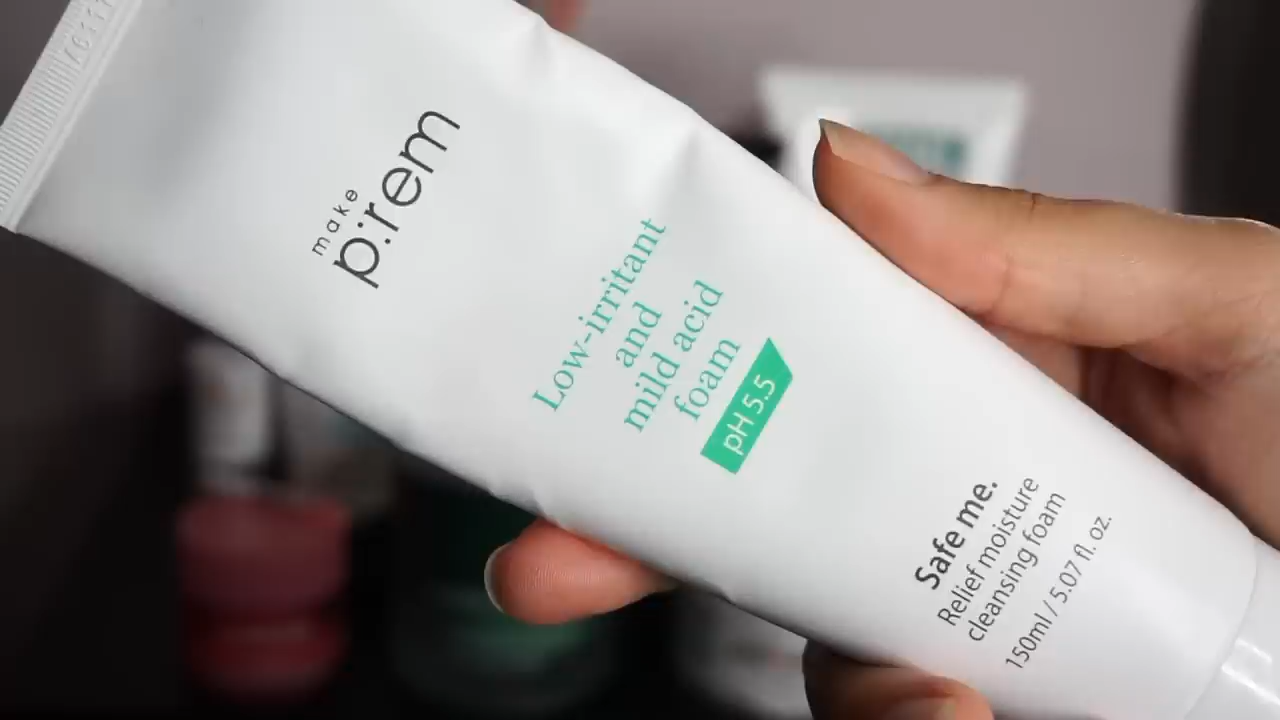 make
p:rem
Low-irritant
and
mild acid
foam
pH 5.5
Safe me.
Relief moisture
cleansing foam
150ml / 5.07 fl. oz.